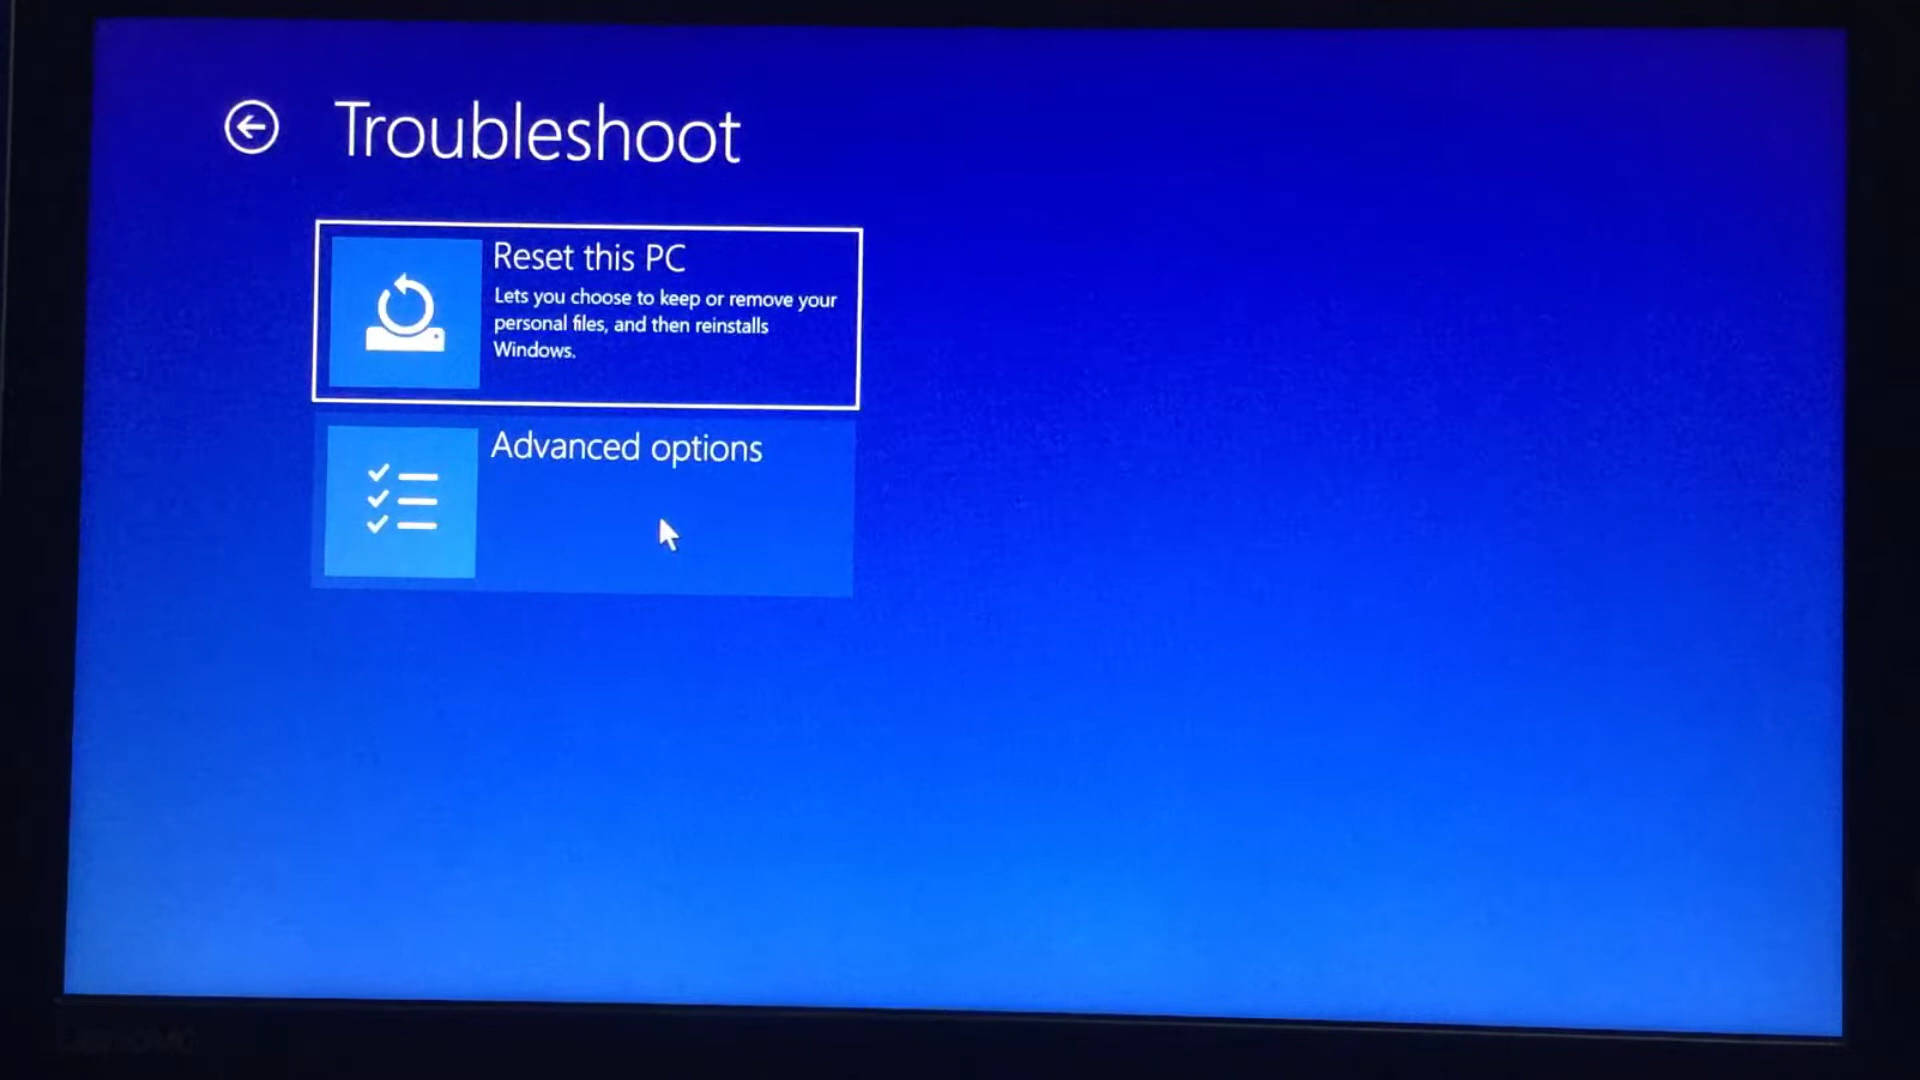 Troubleshoot
Reset this PC
Lets you choose to keep or remove your
personal files, and then reinstalls
Windows.
Advanced options